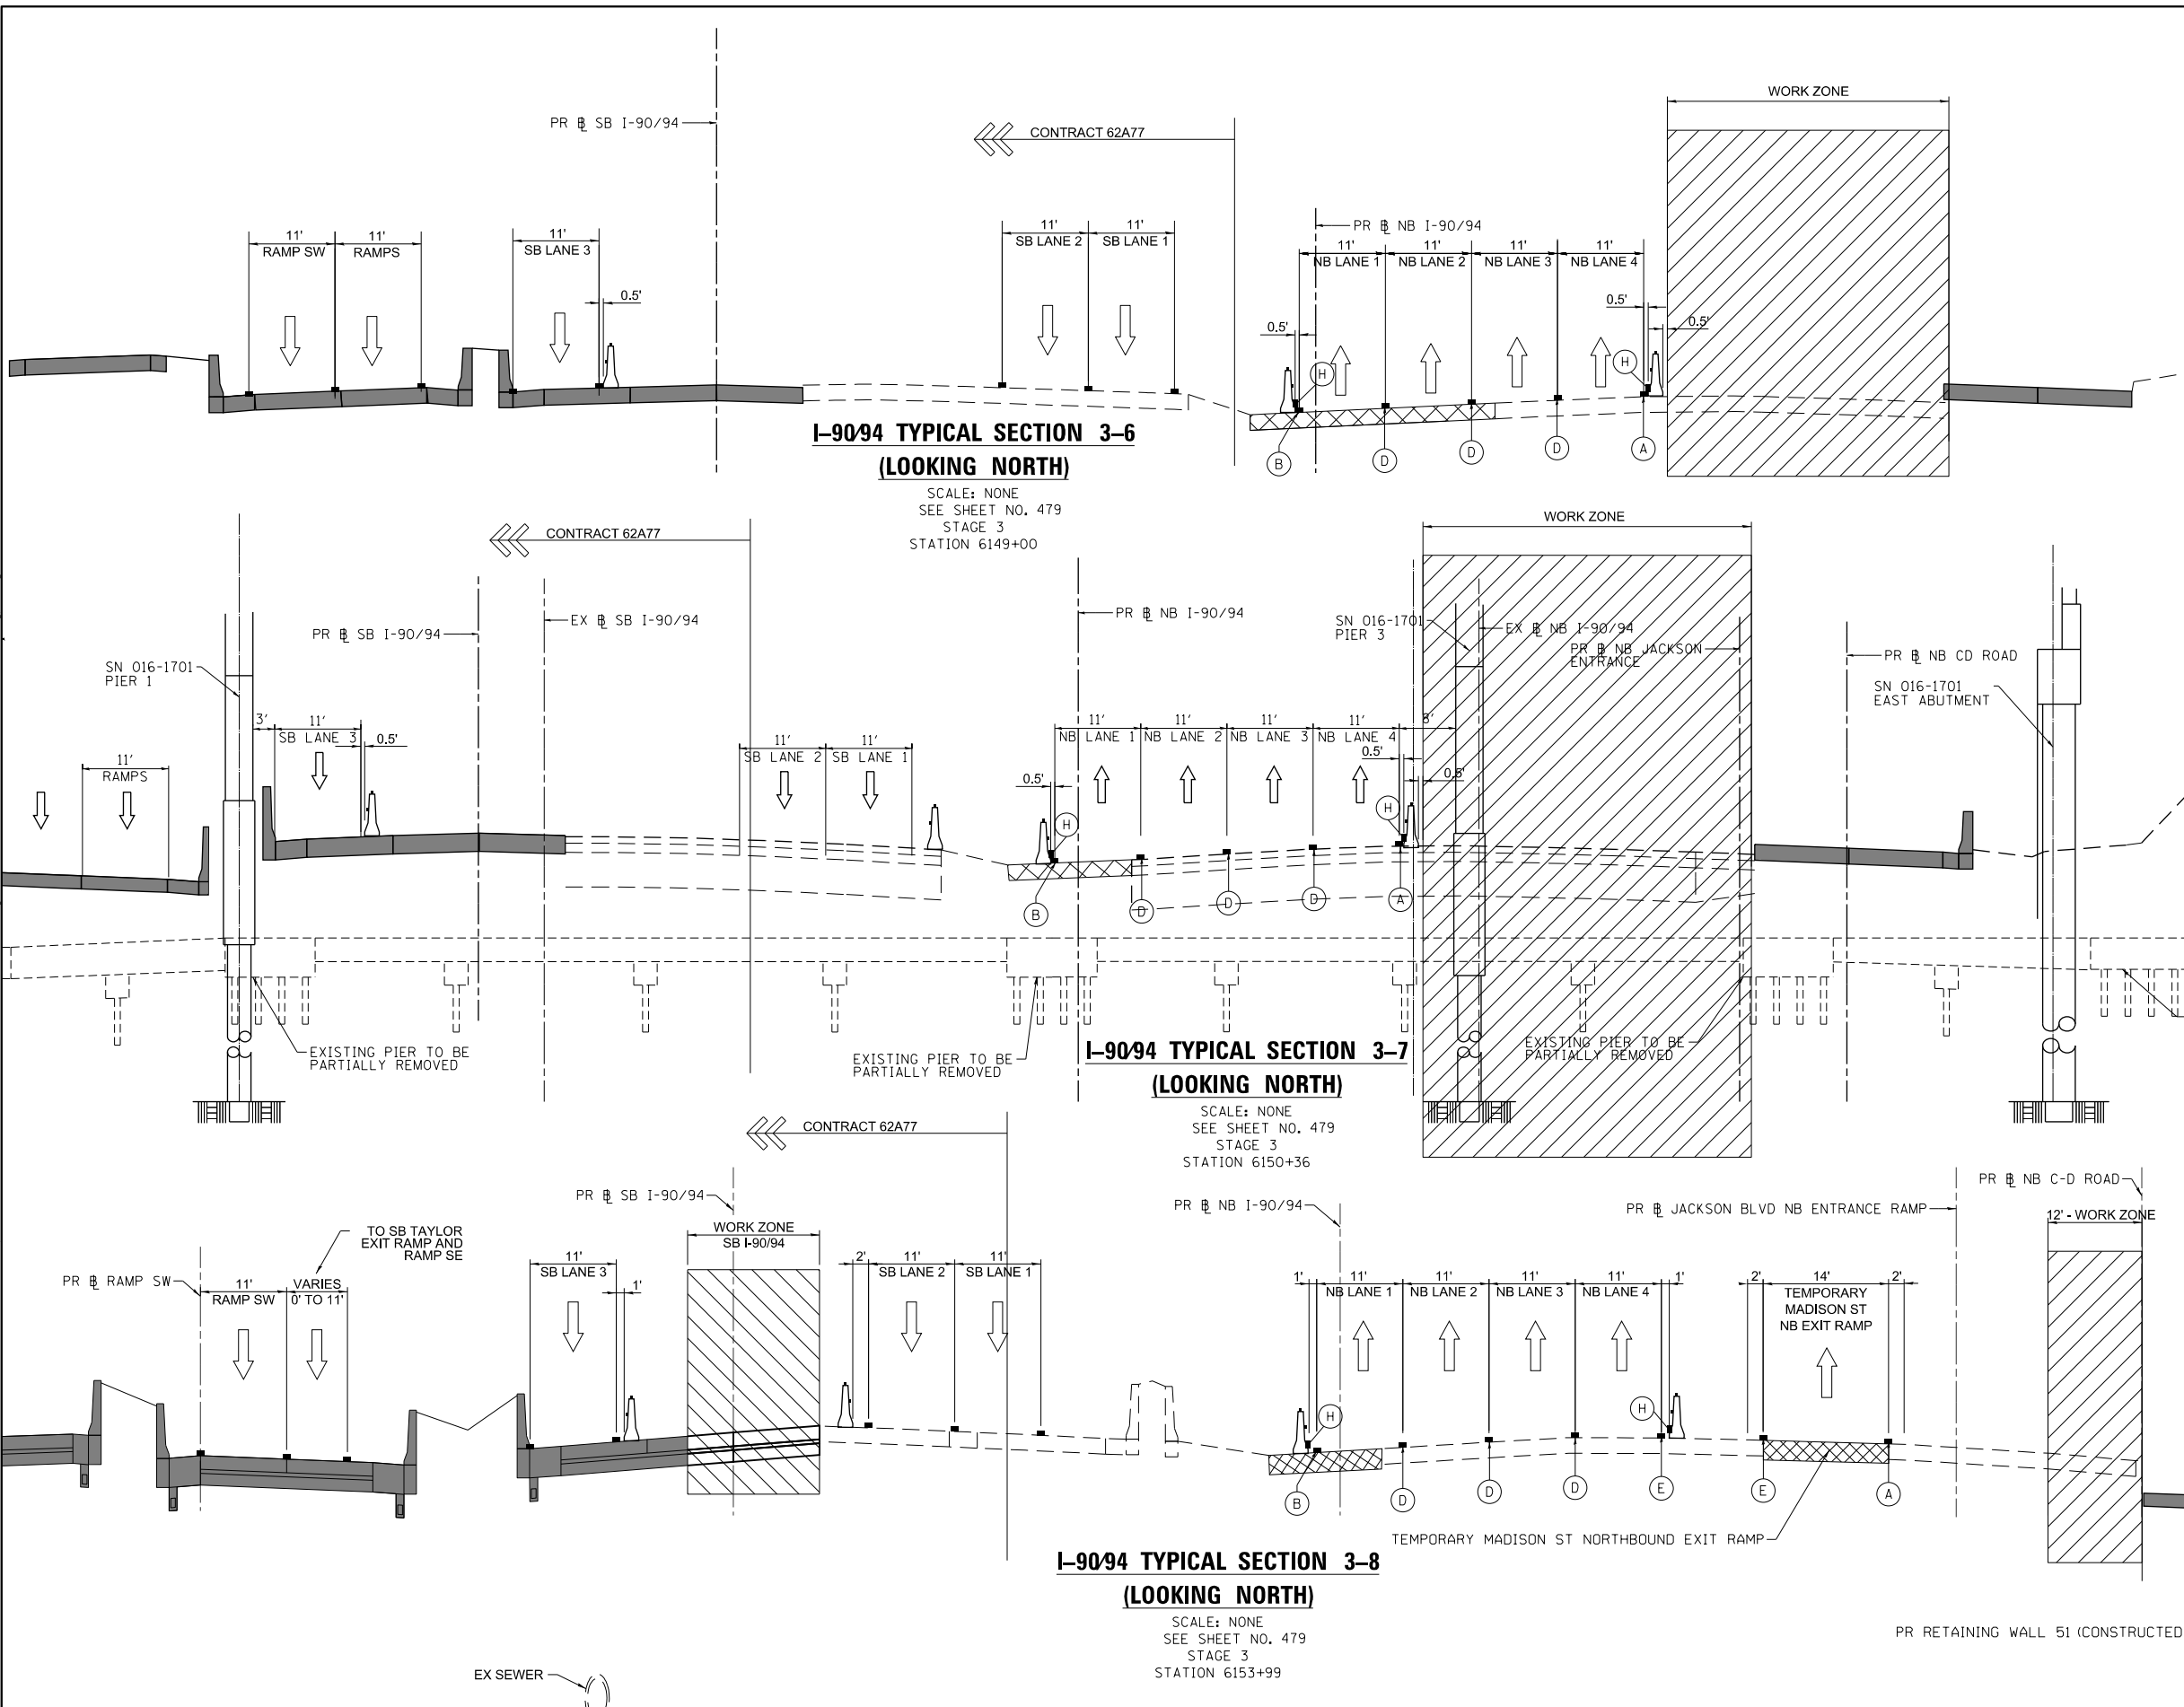 WORK ZONE
PR BL SB I-90/94
CONTRACT 62A77
PR BL NB I-90/94
11'
RAMP SW
11'
RAMPS
11'
SB LANE 3
0.5'
11'
SB LANE 2
11'
SB LANE 1
11'
NB LANE 1
11'
NB LANE 2
11'
NB LANE 3
11'
NB LANE 4
0.5'
0.5'
0.5'
H
H
B
D
D
D
A
I-90/94 TYPICAL SECTION 3-6
(LOOKING NORTH)
SCALE: NONE
SEE SHEET NO. 479
STAGE 3
STATION 6149+00
CONTRACT 62A77
WORK ZONE
PR BL SB I-90/94
EX BL SB I-90/94
PR BL NB I-90/94
SN 016-1701
PIER 3
EX BL NB I-90/94
PR BL NB JACKSON
ENTRANCE
PR BL NB CD ROAD
SN 016-1701
PIER 1
SN 016-1701
EAST ABUTMENT
11'
RAMPS
3'
11'
SB LANE 3
0.5'
11'
SB LANE 2
11'
SB LANE 1
0.5'
11'
NB LANE 1
11'
NB LANE 2
11'
NB LANE 3
11'
NB LANE 4
0.5'
0.5'
H
H
B
D
D
D
A
EXISTING PIER TO BE
PARTIALLY REMOVED
EXISTING PIER TO BE
PARTIALLY REMOVED
EXISTING PIER TO BE
PARTIALLY REMOVED
I-90/94 TYPICAL SECTION 3-7
(LOOKING NORTH)
SCALE: NONE
SEE SHEET NO. 479
STAGE 3
STATION 6150+36
CONTRACT 62A77
PR BL SB I-90/94
PR BL NB I-90/94
PR BL JACKSON BLVD NB ENTRANCE RAMP
PR BL NB C-D ROAD
12' - WORK ZONE
TO SB TAYLOR
EXIT RAMP AND
RAMP SE
PR BL RAMP SW
11'
RAMP SW
VARIES
0' TO 11'
11'
SB LANE 3
1'
WORK ZONE
SB I-90/94
2'
11'
SB LANE 2
11'
SB LANE 1
1'
11'
NB LANE 1
11'
NB LANE 2
11'
NB LANE 3
11'
NB LANE 4
1'
2'
14'
TEMPORARY
MADISON ST
NB EXIT RAMP
2'
H
H
B
D
D
D
E
E
A
TEMPORARY MADISON ST NORTHBOUND EXIT RAMP
I-90/94 TYPICAL SECTION 3-8
(LOOKING NORTH)
SCALE: NONE
SEE SHEET NO. 479
STAGE 3
STATION 6153+99
PR RETAINING WALL 51 (CONSTRUCTED
EX SEWER